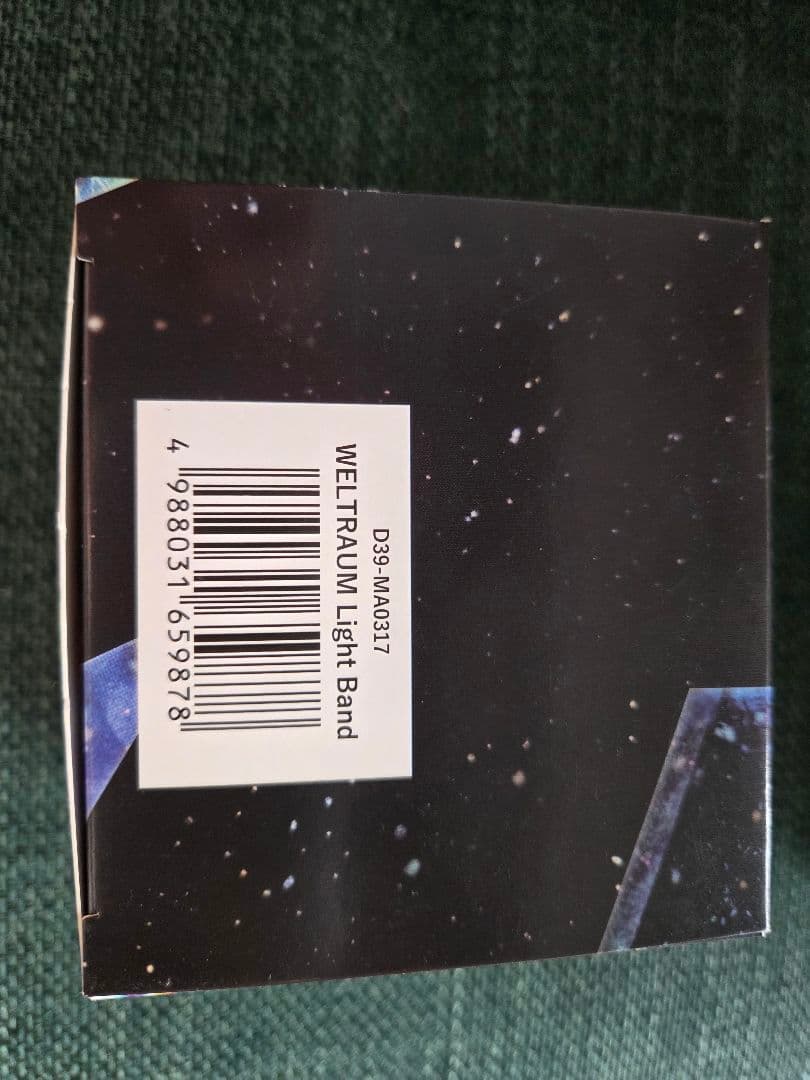 D39-MA0317
WELTRAUM Light Band
4 988031 659878